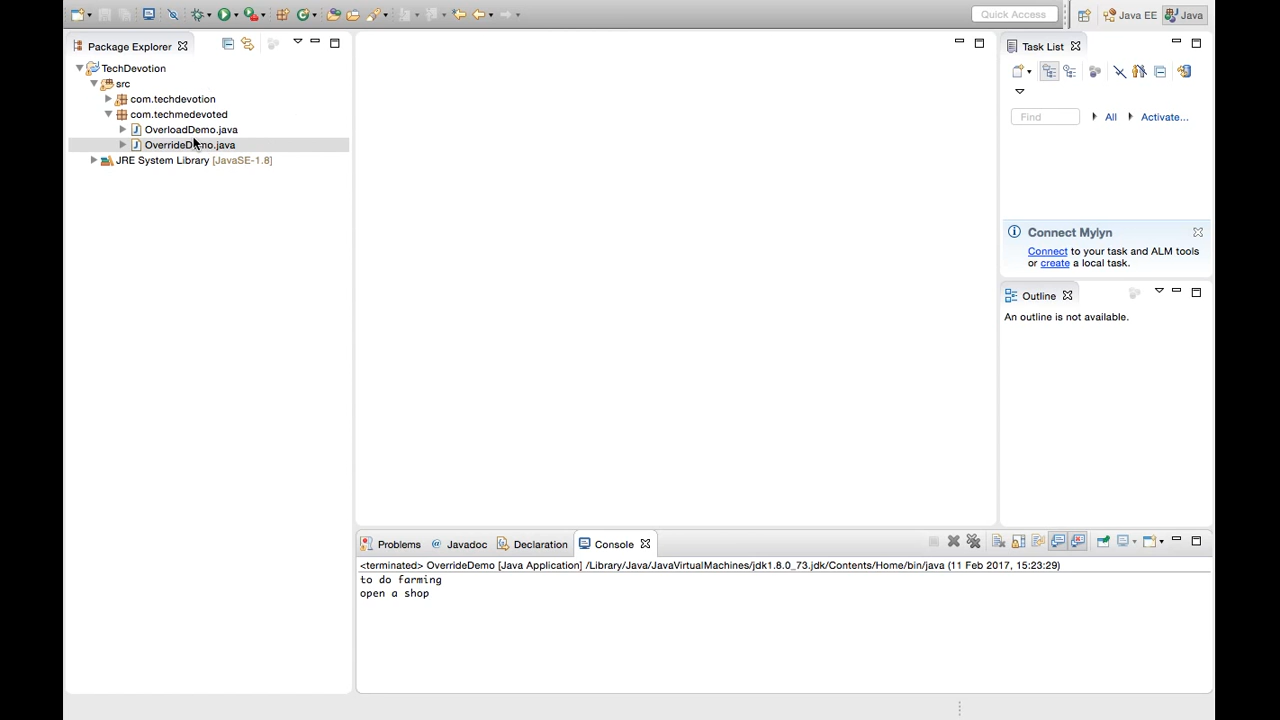 Quick Access
Java EE
Java
Package Explorer
TechDevotion
src
com.techdevotion
com.techmedevoted
OverloadDemo.java
OverrideDemo.java
JRE System Library [JavaSE-1.8]
Task List
Find
All
Activate...
Connect Mylyn
Connect to your task and ALM tools
or create a local task.
Outline
An outline is not available.
Problems
@ Javadoc
Declaration
Console
<terminated> OverrideDemo [Java Application] /Library/Java/JavaVirtualMachines/jdk1.8.0_73.jdk/Contents/Home/bin/java (11 Feb 2017, 15:23:29)
to do farming
open a shop